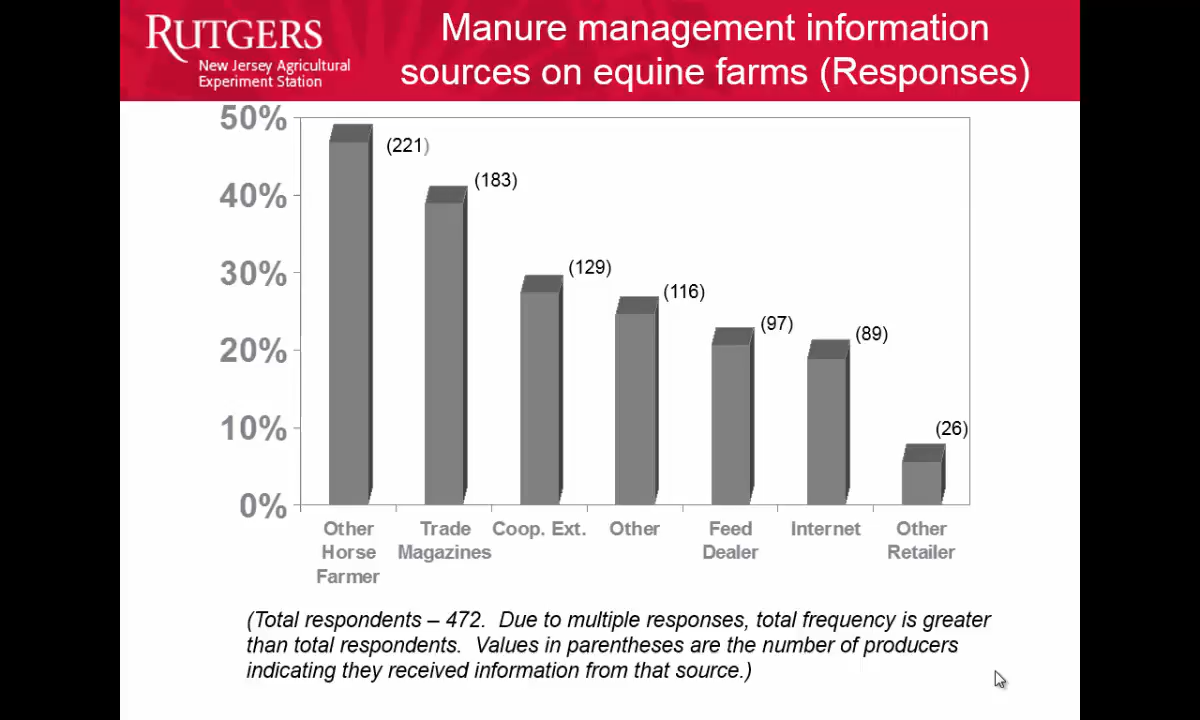 RUTGERS
New Jersey Agricultural
Experiment Station
Manure management information
sources on equine farms (Responses)
50%
40%
30%
20%
10%
0%
(221)
(183)
(129)
(116)
(97)
(89)
(26)
Other
Horse
Farmer
Trade
Magazines
Coop. Ext.
Other
Feed
Dealer
Internet
Other
Retailer
(Total respondents – 472. Due to multiple responses, total frequency is greater
than total respondents. Values in parentheses are the number of producers
indicating they received information from that source.)